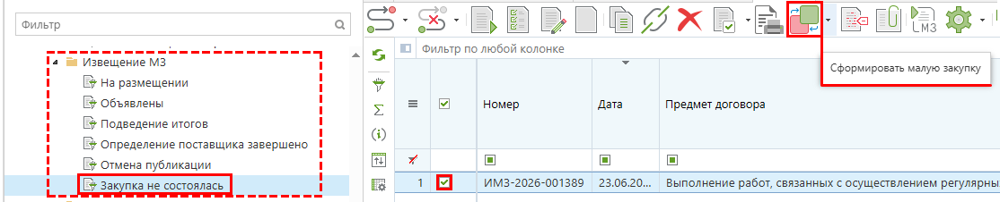 Фильтр
Извещение МЗ
На размещении
Объявлены
Подведение итогов
Определение поставщика завершено
Отмена публикации
Закупка не состоялась
МЗ
Сформировать малую закупку
Фильтр по любой колонке
Номер
Дата
Предмет договора
1
ИМЗ-2026-001389
23.06.20...
Выполнение работ, связанных с осуществлением регулярны